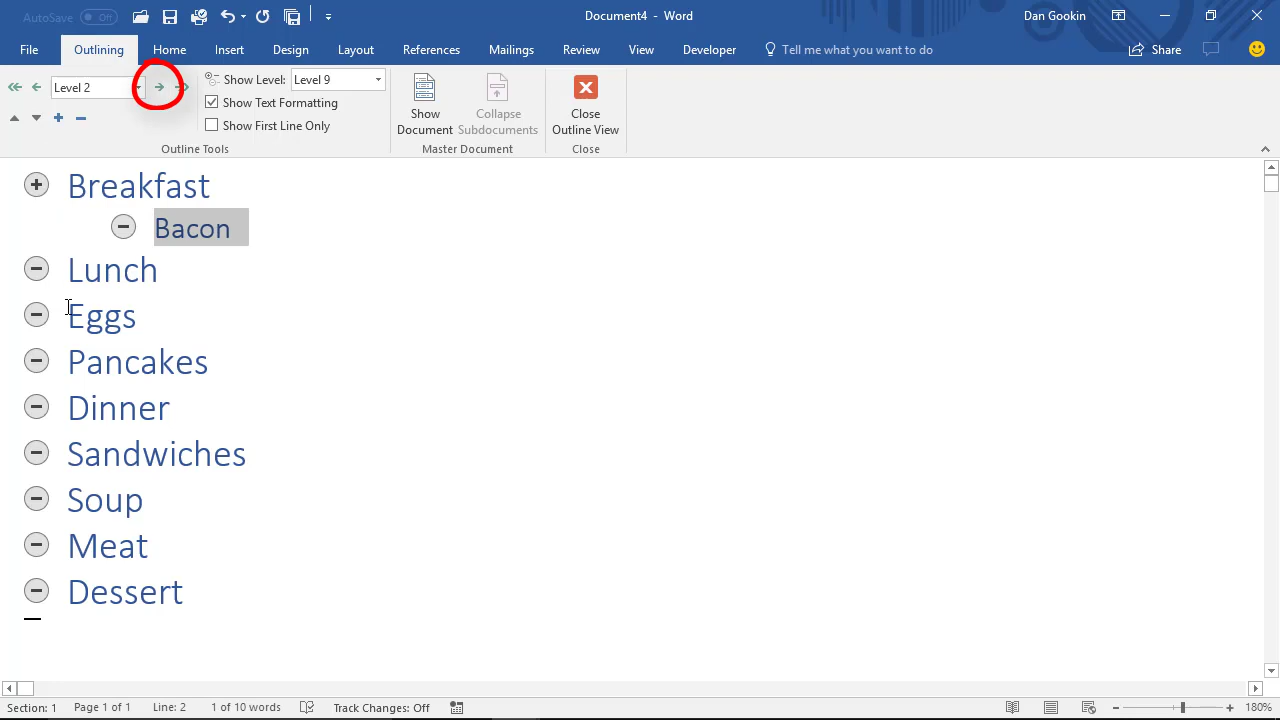 AutoSave Off Document4 - Word Dan Gookin
File Outlining Home Insert Design Layout References Mailings Review View Developer Tell me what you want to do Share
Level 2
Show Level: Level 9
Show Text Formatting
Show First Line Only
Outline Tools
Show
Document
Collapse
Subdocuments
Master Document
Close
Outline View
Close
Breakfast
Bacon
Lunch
Eggs
Pancakes
Dinner
Sandwiches
Soup
Meat
Dessert
Section: 1 Page 1 of 1 Line: 2 1 of 10 words Track Changes: Off 180%